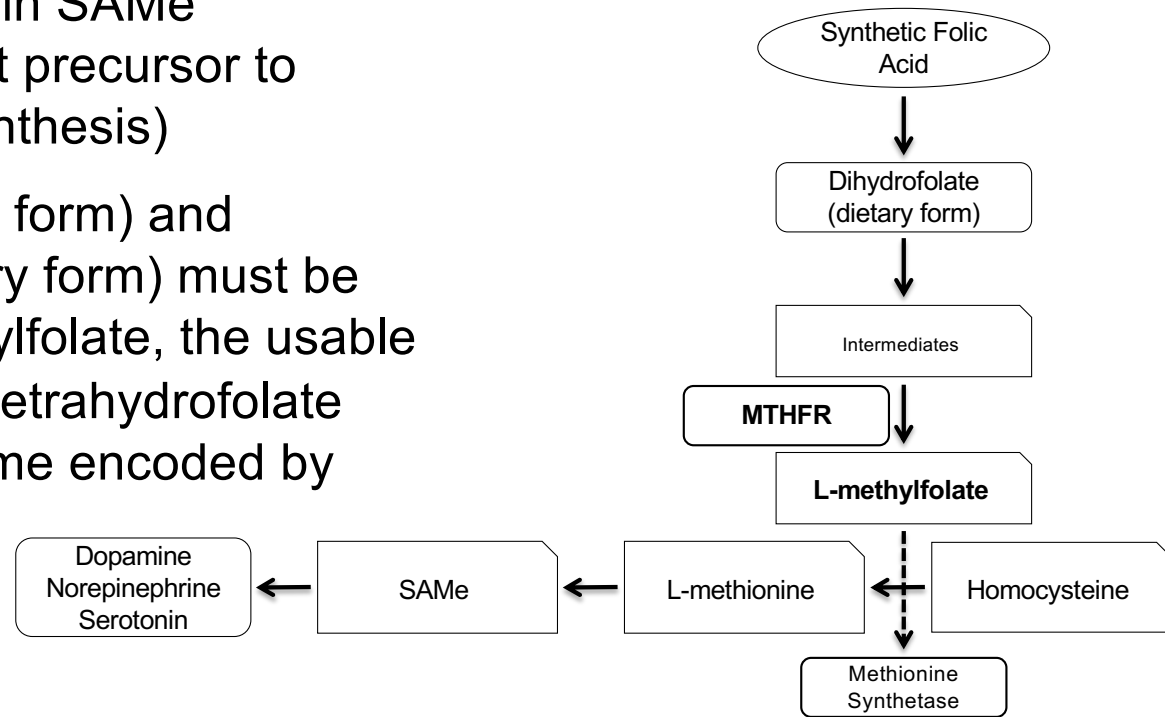 in SAMe
t precursor to
nthesis)
form) and
ry form) must be
ylfolate, the usable
etrahydrofolate
me encoded by
Synthetic Folic
Acid
Dihydrofolate
(dietary form)
Intermediates
MTHFR
L-methylfolate
Dopamine
Norepinephrine
Serotonin
SAMe
L-methionine
Homocysteine
Methionine
Synthetase